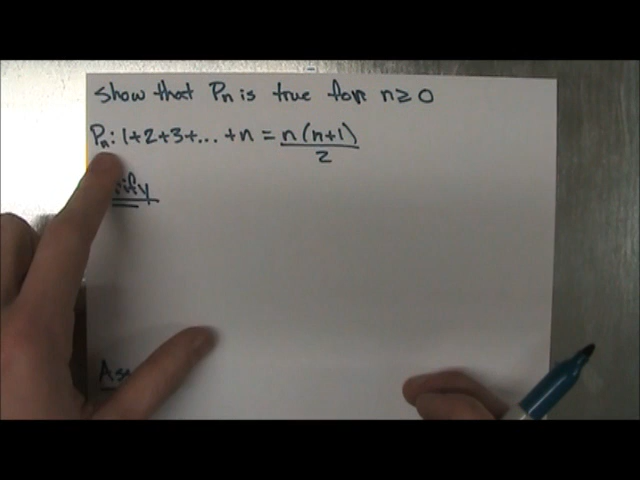 Show that Pn is true for n ≥ 0
Pn: 1+2+3+... +n = n(n+1)/2